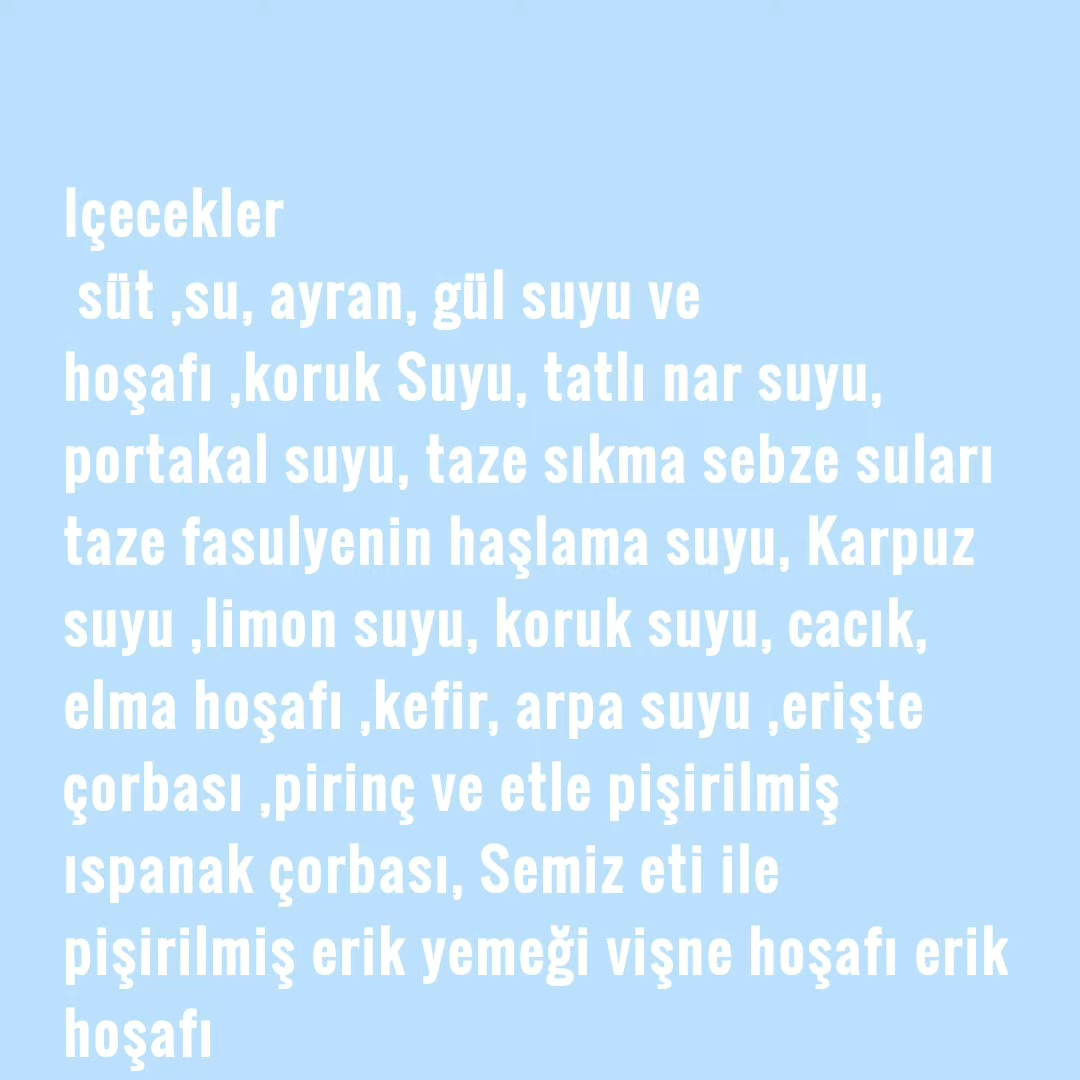 Içecekler
süt ,su, ayran, gül suyu ve
hoşafı ,koruk Suyu, tatlı nar suyu,
portakal suyu, taze sıkma sebze suları
taze fasulyenin haşlama suyu, Karpuz
suyu ,limon suyu, koruk suyu, cacık,
elma hoşafı ,kefir, arpa suyu ,erişte
çorbası ,pirinç ve etle pişirilmiş
ıspanak çorbası, Semiz eti ile
pişirilmiş erik yemeği vişne hoşafı erik
hoşafı